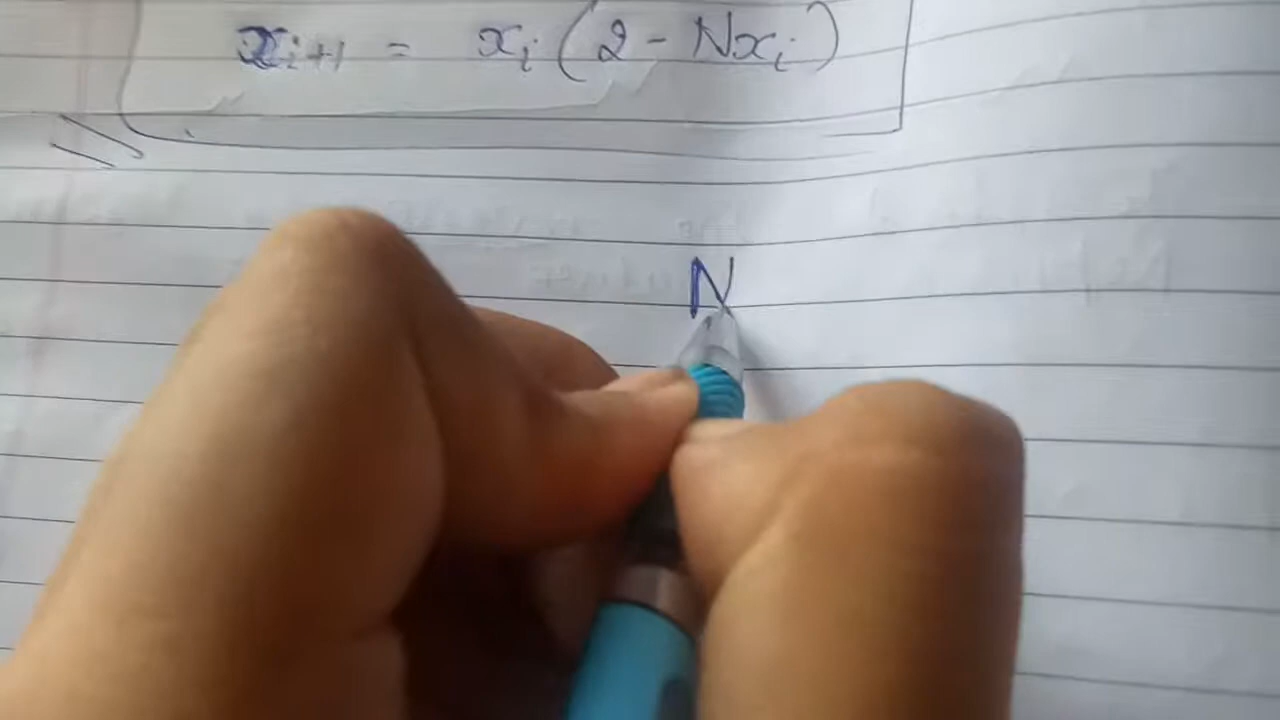 xᵢ₊₁ = xᵢ(2 - Nxᵢ)
N